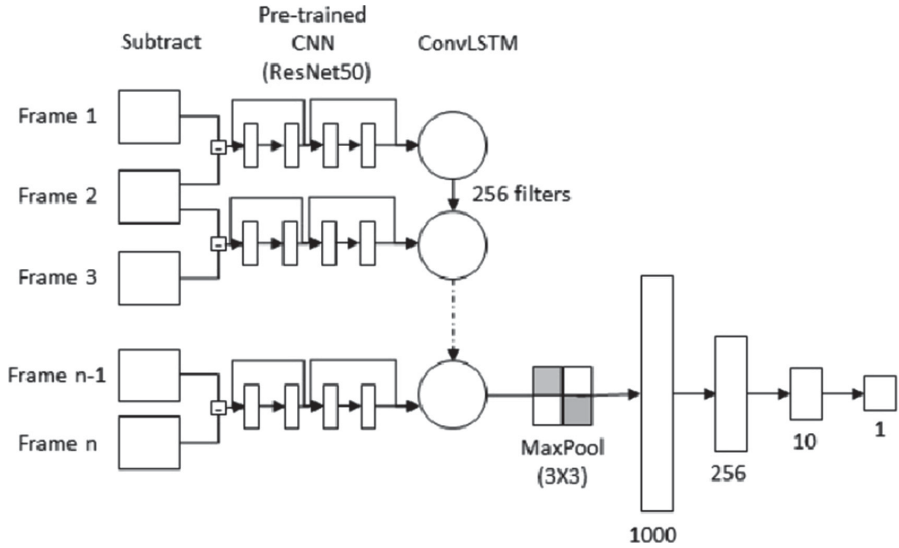 Subtract
Pre-trained
CNN
(ResNet50)
ConvLSTM
Frame 1
-
Frame 2
256 filters
-
Frame 3
Frame n-1
-
Frame n
MaxPool
(3X3)
1000
256
10
1